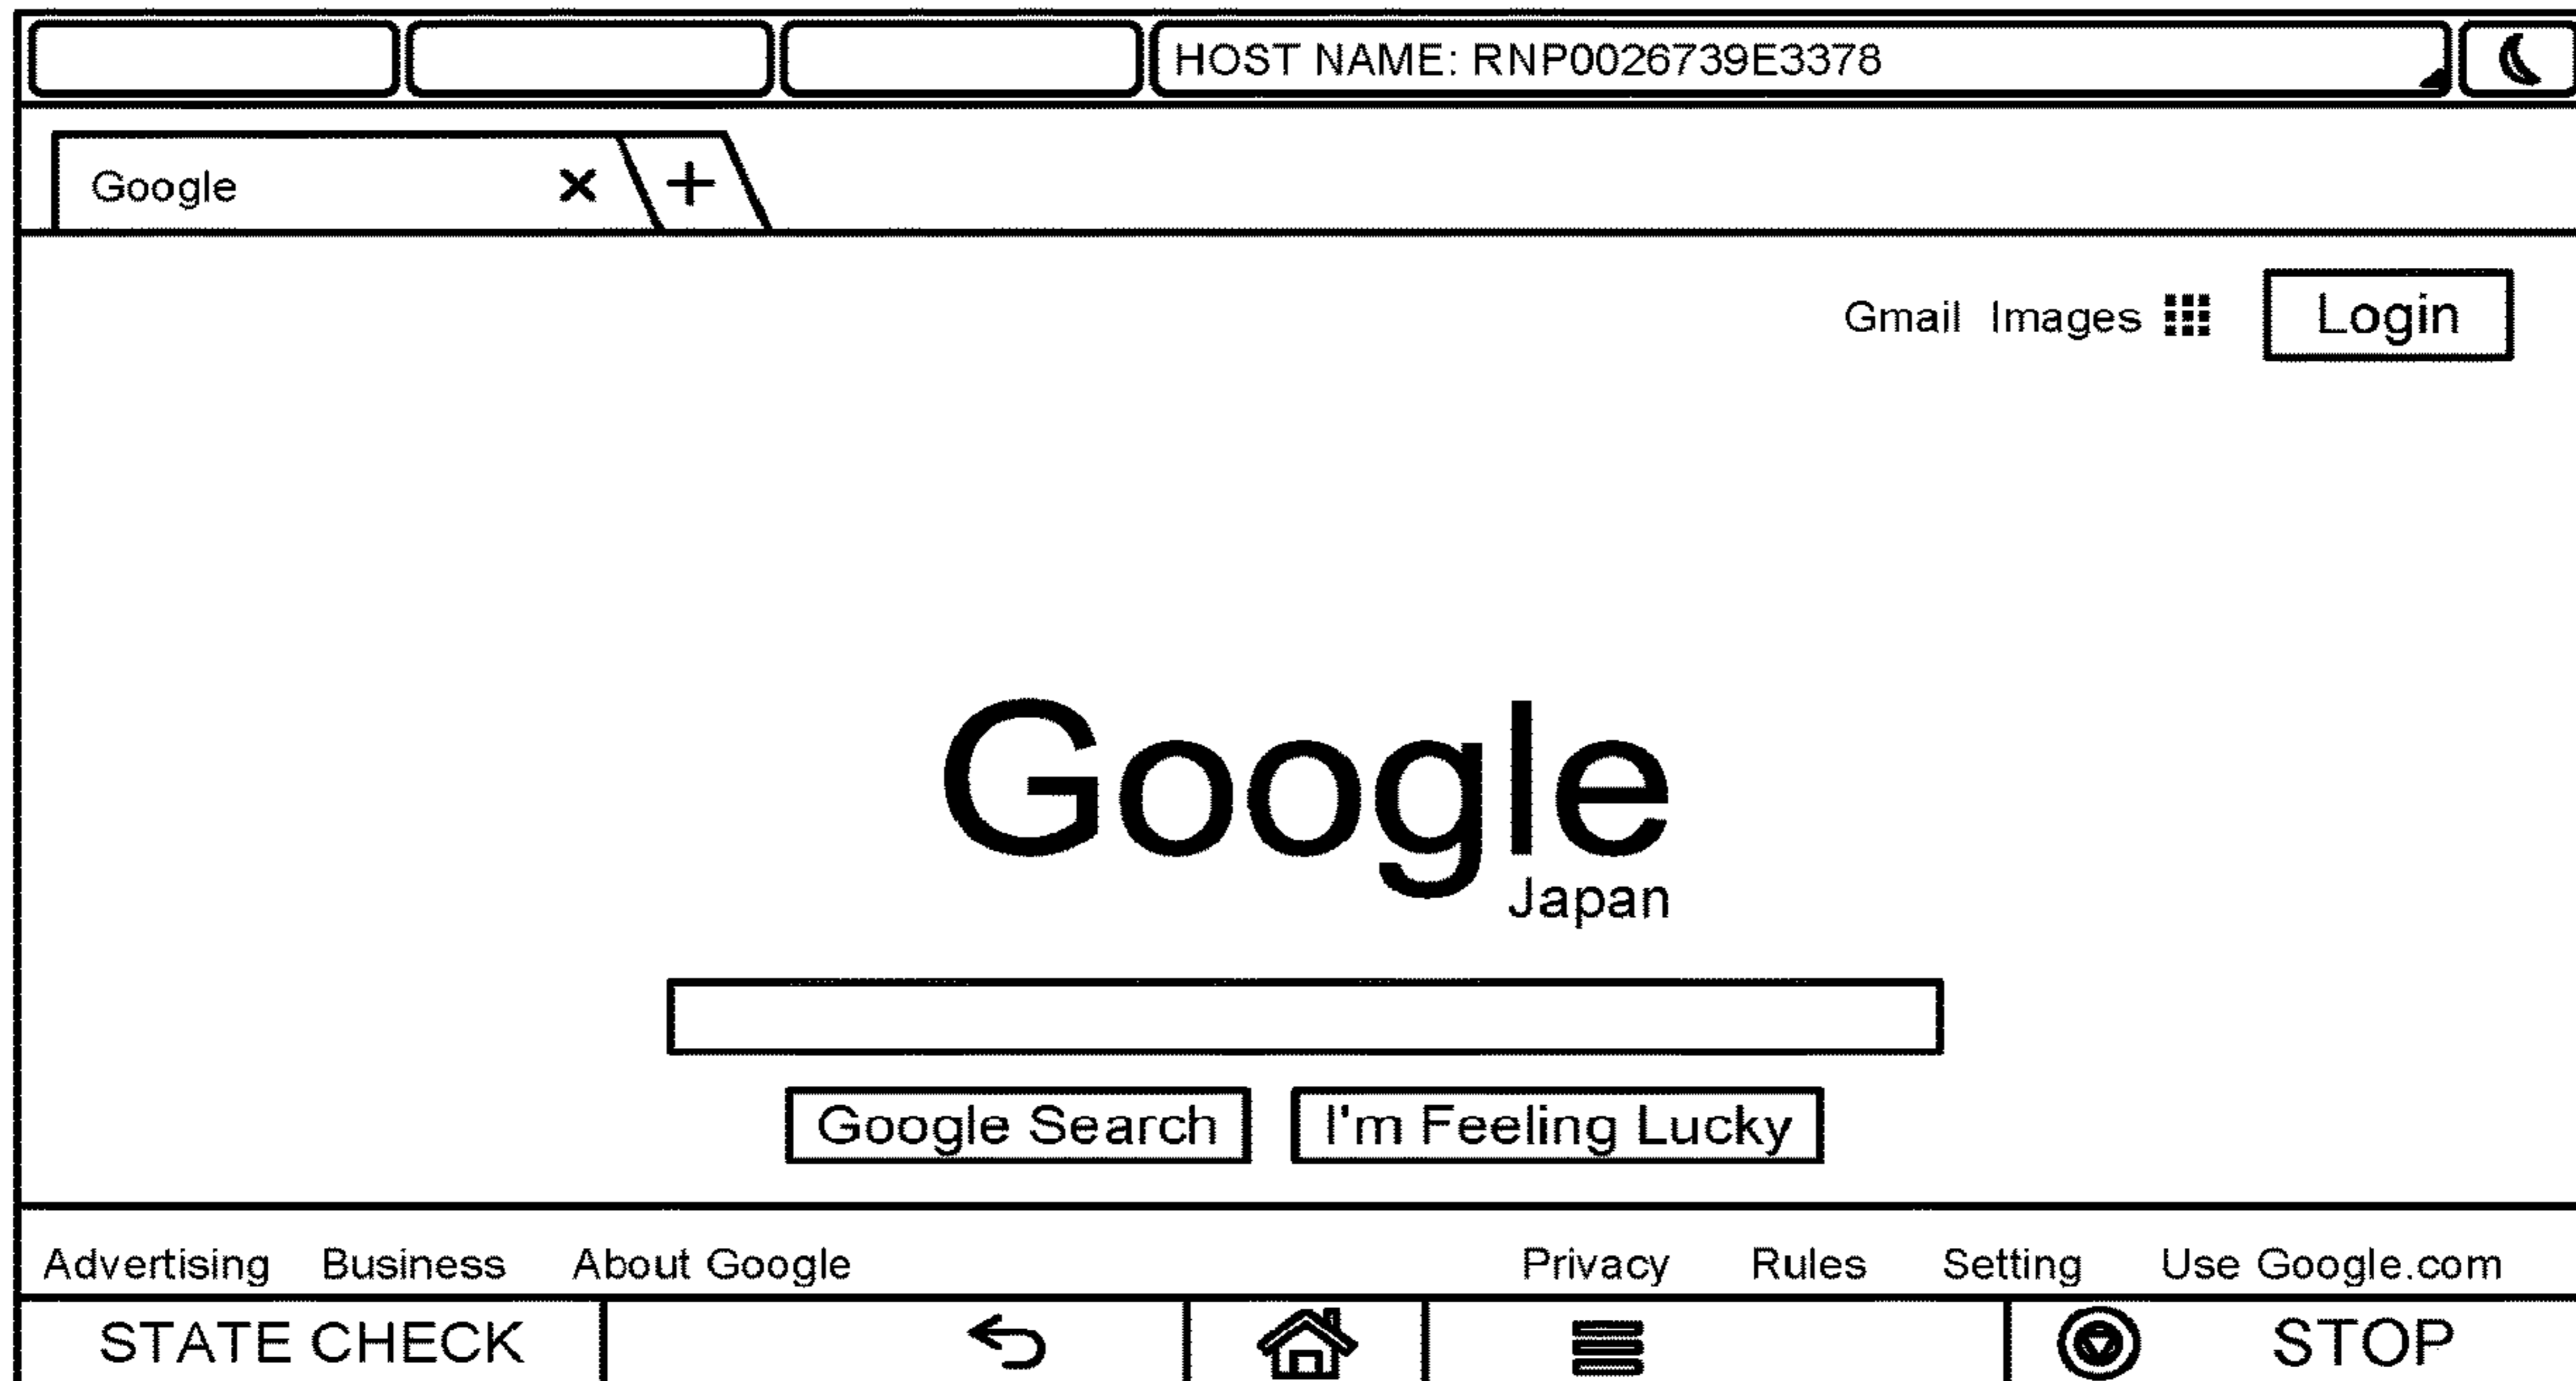 HOST NAME: RNP0026739E3378
Google
Gmail Images Login
Google
Japan
Google Search I'm Feeling Lucky
Advertising Business About Google Privacy Rules Setting Use Google.com
STATE CHECK STOP